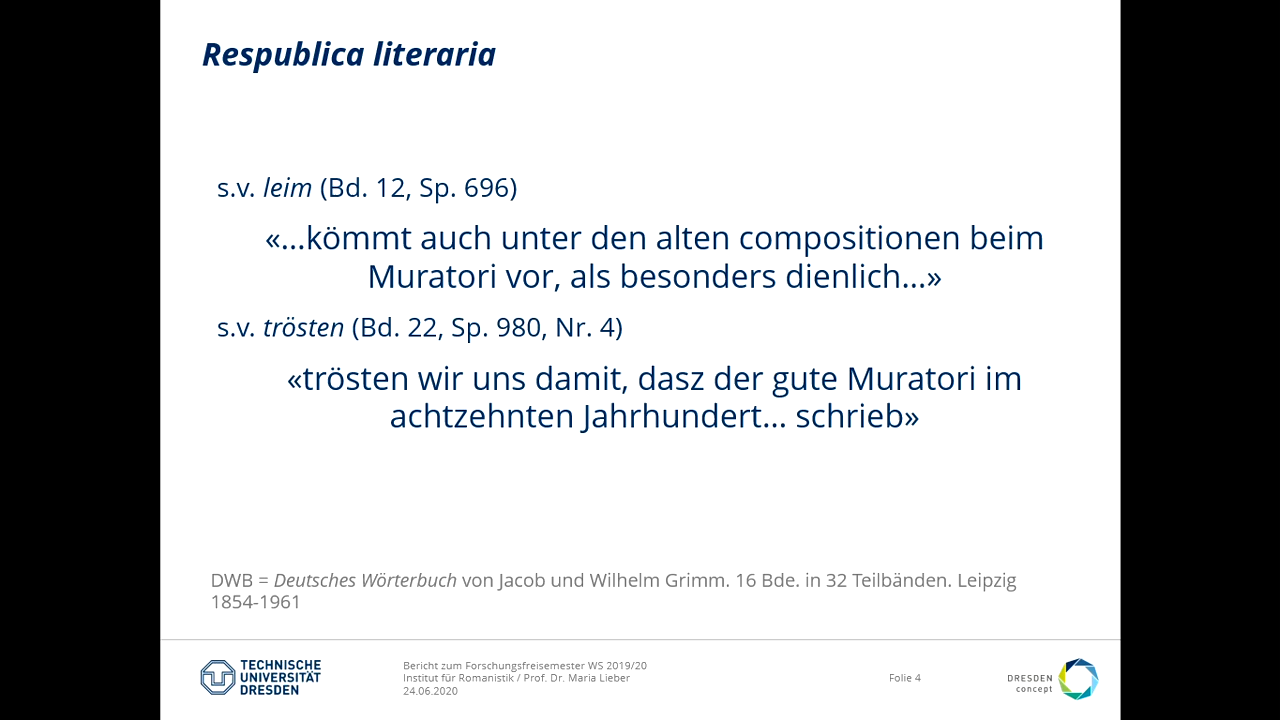 Respublica literaria
s.v. leim (Bd. 12, Sp. 696)
«...kömmt auch unter den alten compositionen beim
Muratori vor, als besonders dienlich...»
s.v. trösten (Bd. 22, Sp. 980, Nr. 4)
«trösten wir uns damit, dasz der gute Muratori im
achtzehnten Jahrhundert... schrieb»
DWB = Deutsches Wörterbuch von Jacob und Wilhelm Grimm. 16 Bde. in 32 Teilbänden. Leipzig
1854-1961
TECHNISCHE
UNIVERSITÄT
DRESDEN
Bericht zum Forschungsfreisemester WS 2019/20
Institut für Romanistik / Prof. Dr. Maria Lieber
24.06.2020
Folie 4
DRESDEN
concept